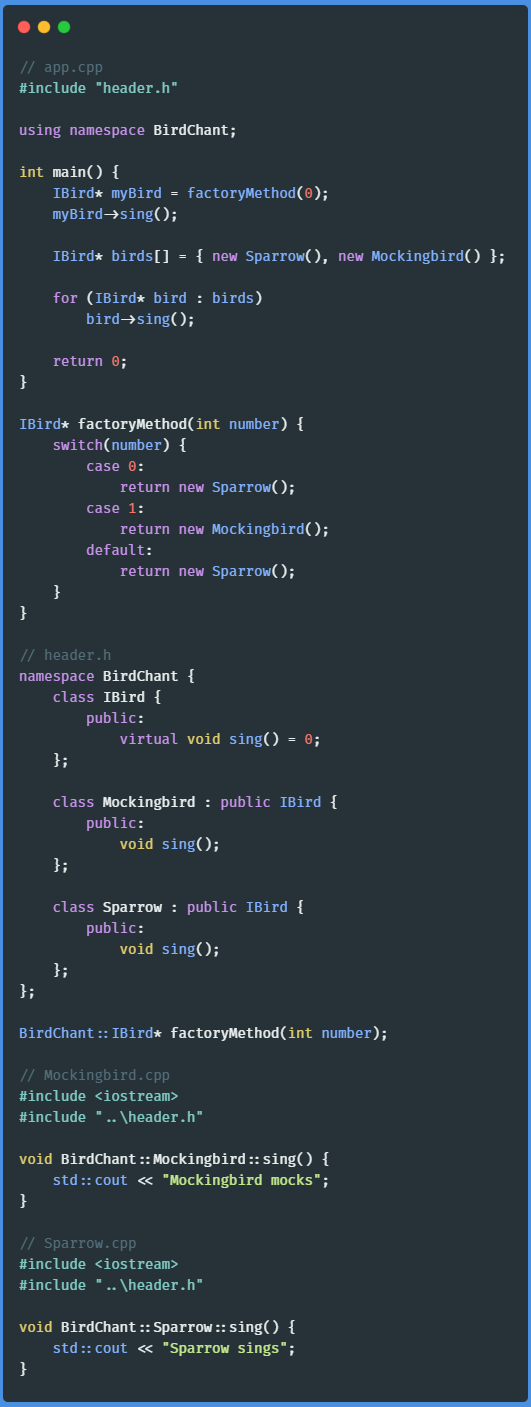 // app.cpp
#include "header.h"

using namespace BirdChant;

int main() {
    IBird* myBird = factoryMethod(0);
    myBird->sing();

    IBird* birds[] = { new Sparrow(), new Mockingbird() };

    for (IBird* bird : birds)
        bird->sing();

    return 0;
}

IBird* factoryMethod(int number) {
    switch(number) {
        case 0:
            return new Sparrow();
        case 1:
            return new Mockingbird();
        default:
            return new Sparrow();
    }
}

// header.h
namespace BirdChant {
    class IBird {
        public:
            virtual void sing() = 0;
    };

    class Mockingbird : public IBird {
        public:
            void sing();
    };

    class Sparrow : public IBird {
        public:
            void sing();
    };
};

BirdChant::IBird* factoryMethod(int number);

// Mockingbird.cpp
#include <iostream>
#include "..\header.h"

void BirdChant::Mockingbird::sing() {
    std::cout << "Mockingbird mocks";
}

// Sparrow.cpp
#include <iostream>
#include "..\header.h"

void BirdChant::Sparrow::sing() {
    std::cout << "Sparrow sings";
}